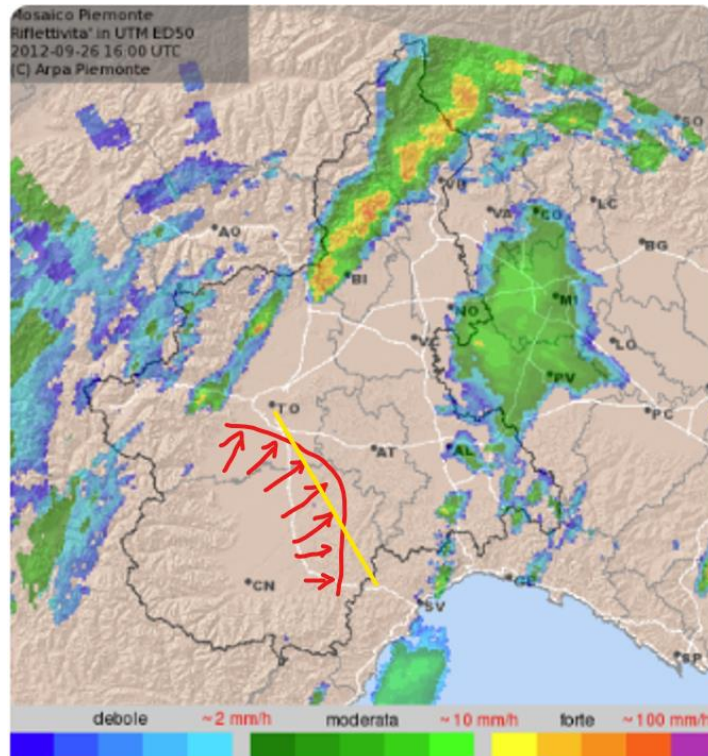 Mosaico Piemonte
Riflettivita' in UTM ED50
2012-09-26 16:00 UTC
(C) Arpa Piemonte
SO
VB
LC
VA
CO
AO
BG
BI
MI
NO
LO
VC
PV
TO
PC
AT
AL
CN
GE
SV
SP
debole ~2 mm/h moderata ~10 mm/h forte ~100 mm/h